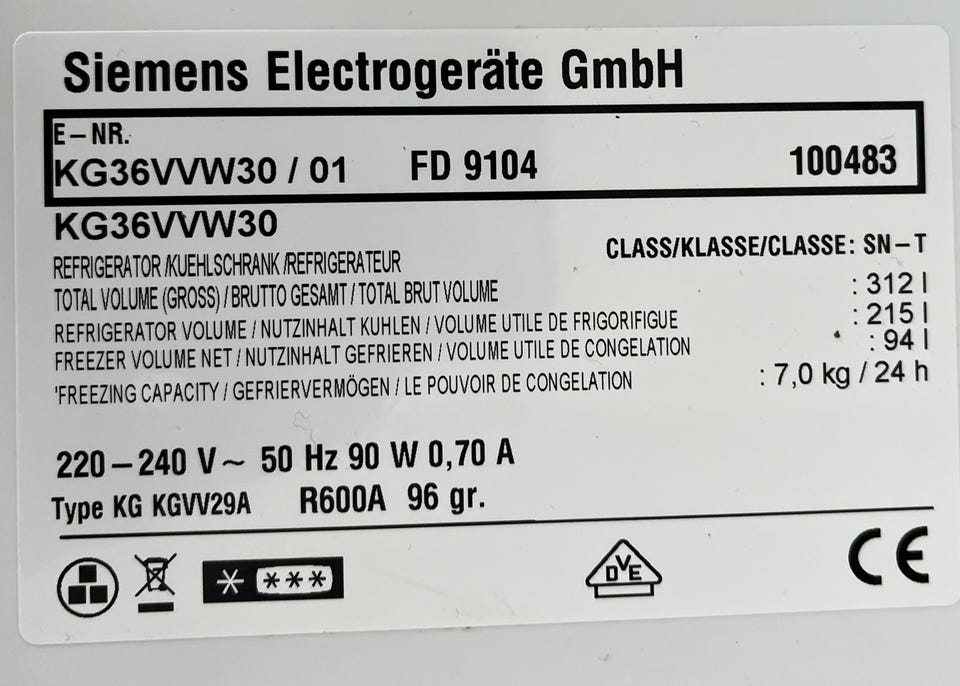 Siemens Electrogeräte GmbH
E-NR.
KG36VVW30 / 01 FD 9104 100483
KG36VVW30
CLASS/KLASSE/CLASSE: SN-T
REFRIGERATOR /KUEHLSCHRANK /REFRIGERATEUR
TOTAL VOLUME (GROSS) / BRUTTO GESAMT / TOTAL BRUT VOLUME : 312 l
REFRIGERATOR VOLUME / NUTZINHALT KUHLEN / VOLUME UTILE DE FRIGORIFIGUE : 215 l
FREEZER VOLUME NET / NUTZINHALT GEFRIEREN / VOLUME UTILE DE CONGELATION : 94 l
'FREEZING CAPACITY / GEFRIERVERMÖGEN / LE POUVOIR DE CONGELATION : 7,0 kg / 24 h
220-240 V~ 50 Hz 90 W 0,70 A
Type KG KGVV29A R600A 96 gr.
DVE CE